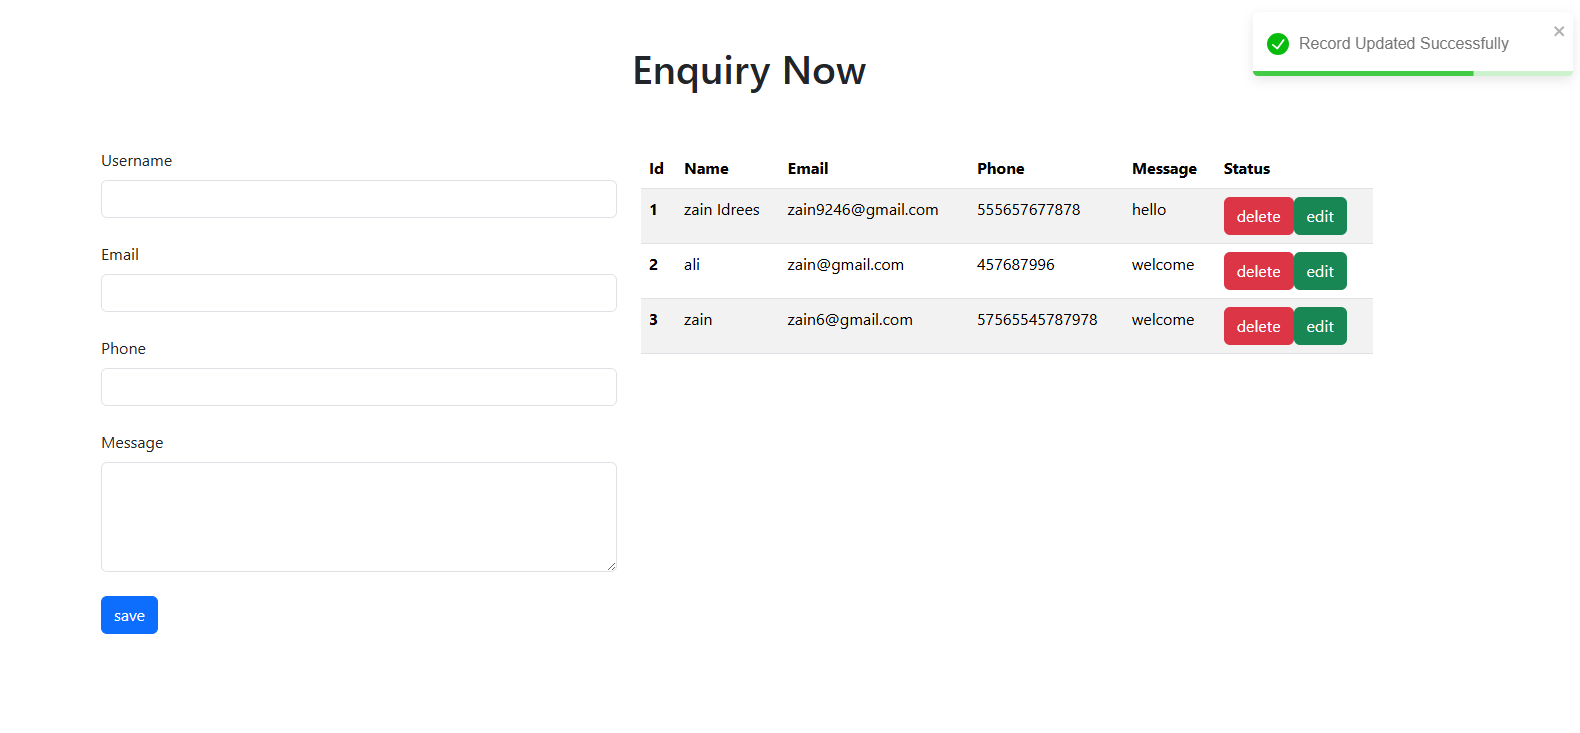 Record Updated Successfully
Enquiry Now
Username
Email
Phone
Message
save
Id Name Email Phone Message Status
1 zain Idrees zain9246@gmail.com 555657677878 hello delete edit
2 ali zain@gmail.com 457687996 welcome delete edit
3 zain zain6@gmail.com 57565545787978 welcome delete edit